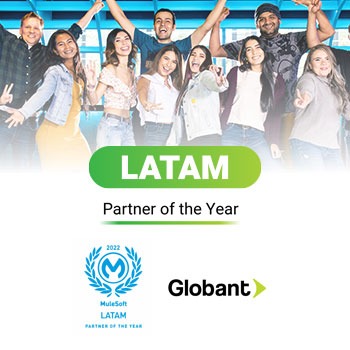 LATAM
Partner of the Year
2022
MuleSoft
LATAM
PARTNER OF THE YEAR
Globant